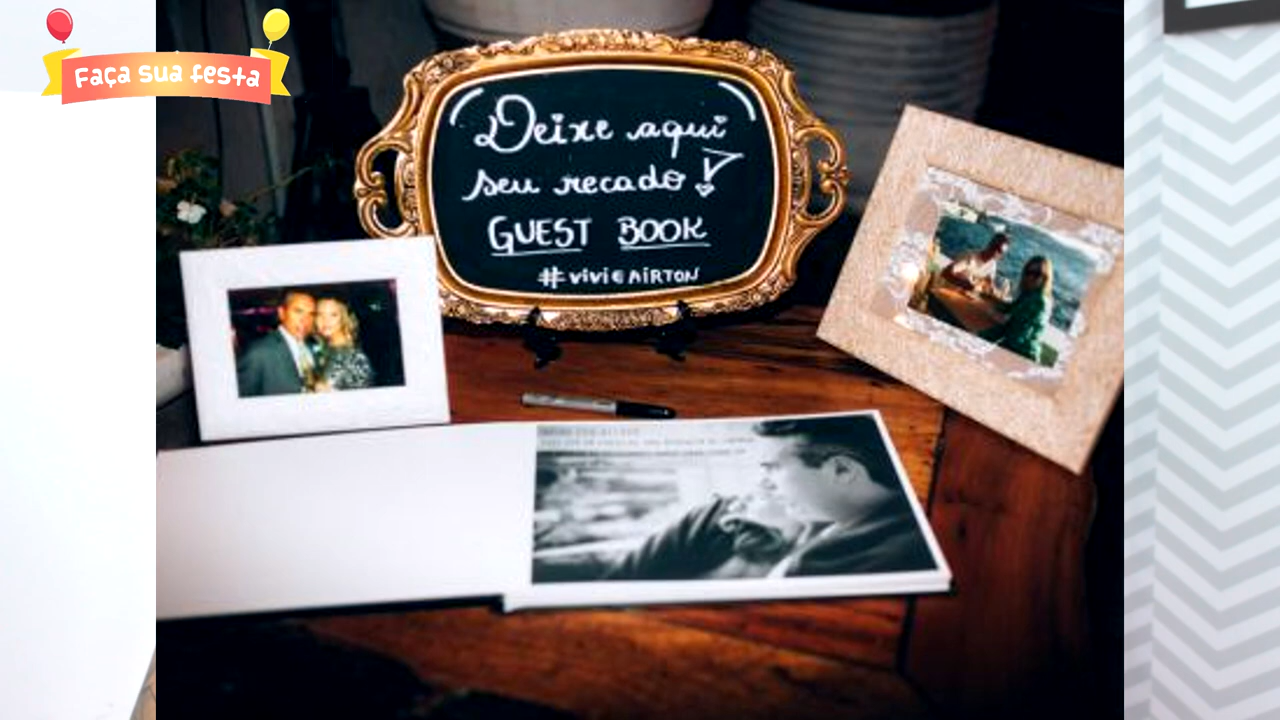 Faça sua festa
Deixe aqui
seu recado!
GUEST BOOK
#VIVIEAIRTON